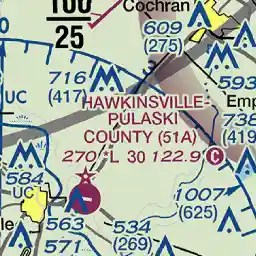 100
25
Cochran
609
(275)
716
(417)
593
HAWKINSVILLE-
PULASKI
COUNTY (51A)
270 *L 30 122.9 C
UC
Emp
738
(419
584
UC
1007
(625)
le
563
571
534
(269)